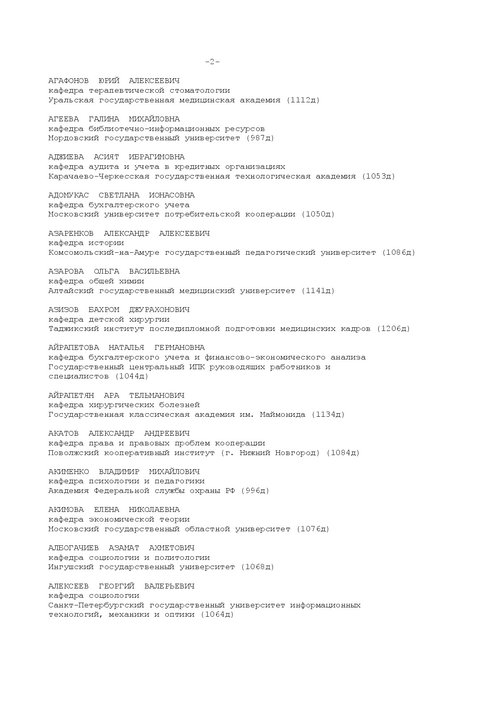 -2-
АГАФОНОВ ЮРИЙ АЛЕКСЕЕВИЧ
кафедра терапевтической стоматологии
Уральская государственная медицинская академия (1112д)
АГЕЕВА ГАЛИНА МИХАЙЛОВНА
кафедра библиотечно-информационных ресурсов
Мордовский государственный университет (987д)
АДЖИЕВА АСИЯТ ИБРАГИМОВНА
кафедра аудита и учета в кредитных организациях
Карачаево-Черкесская государственная технологическая академия (1053д)
АДОМУКАС СВЕТЛАНА ИОНАСОВНА
кафедра бухгалтерского учета
Московский университет потребительской кооперации (1050д)
АЗАРЕНКОВ АЛЕКСАНДР АЛЕКСЕЕВИЧ
кафедра истории
Комсомольский-на-Амуре государственный педагогический университет (1086д)
АЗАРОВА ОЛЬГА ВАСИЛЬЕВНА
кафедра общей химии
Алтайский государственный медицинский университет (1141д)
АЗИЗОВ БАХРОМ ДЖУРАХОНОВИЧ
кафедра детской хирургии
Таджикский институт последипломной подготовки медицинских кадров (1206д)
АЙРАПЕТОВА НАТАЛЬЯ ГЕРМАНОВНА
кафедра бухгалтерского учета и финансово-экономического анализа
Государственный центральный ИПК руководящих работников и
специалистов (1044д)
АЙРАПЕТЯН АРА ТЕЛЬМАНОВИЧ
кафедра хирургических болезней
Государственная классическая академия им. Маймонида (1134д)
АКАТОВ АЛЕКСАНДР АНДРЕЕВИЧ
кафедра права и правовых проблем кооперации
Поволжский кооперативный институт (г. Нижний Новгород) (1084д)
АКИМЕНКО ВЛАДИМИР МИХАЙЛОВИЧ
кафедра психологии и педагогики
Академия Федеральной службы охраны РФ (996д)
АКИМОВА ЕЛЕНА НИКОЛАЕВНА
кафедра экономической теории
Московский государственный областной университет (1076д)
АЛБОГАЧИЕВ АЗАМАТ АХМЕТОВИЧ
кафедра социологии и политологии
Ингушский государственный университет (1068д)
АЛЕКСЕЕВ ГЕОРГИЙ ВАЛЕРЬЕВИЧ
кафедра социологии
Санкт-Петербургский государственный университет информационных
технологий, механики и оптики (1064д)